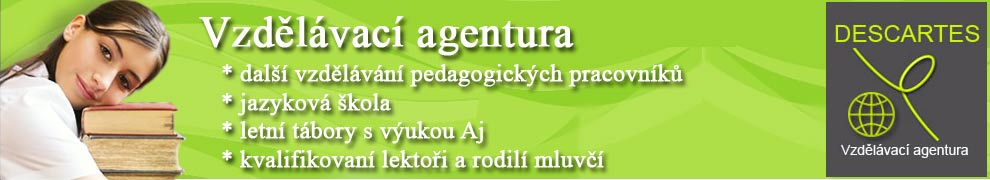 Vzdělávací agentura
* další vzdělávání pedagogických pracovníků
* jazyková škola
* letní tábory s výukou Aj
* kvalifikovaní lektoři a rodilí mluvčí
DESCARTES
Vzdělávací agentura